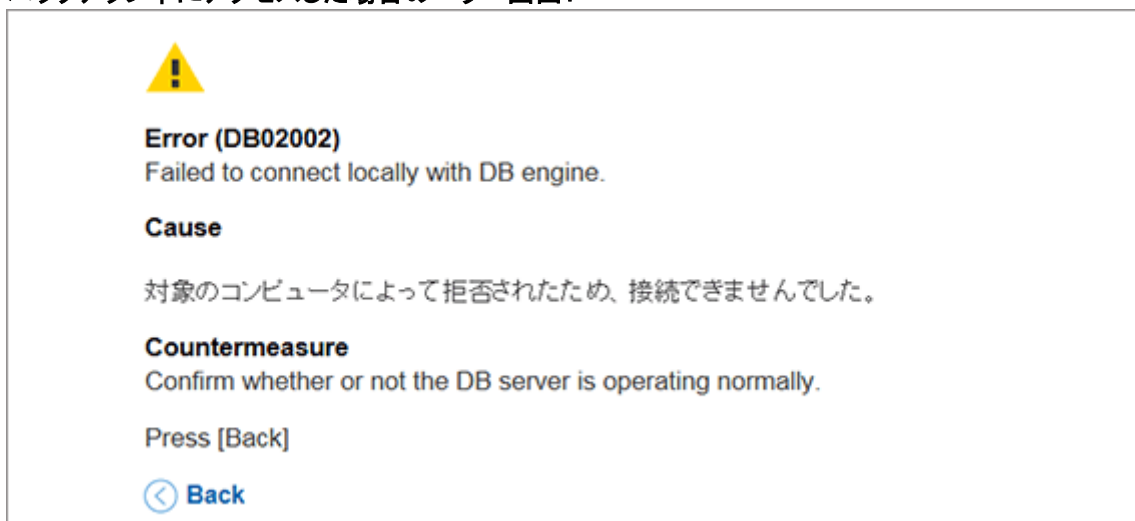 Error (DB02002)
Failed to connect locally with DB engine.
Cause
対象のコンピュータによって拒否されたため、接続できませんでした。
Countermeasure
Confirm whether or not the DB server is operating normally.
Press [Back]
Back